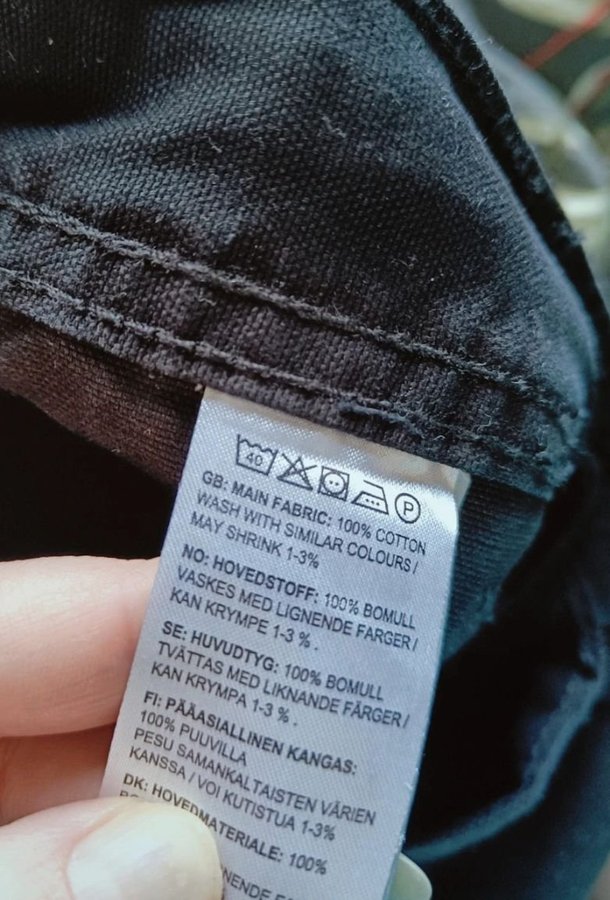 40 P
GB: MAIN FABRIC: 100% COTTON
WASH WITH SIMILAR COLOURS /
MAY SHRINK 1-3%
NO: HOVEDSTOFF: 100% BOMULL
VASKES MED LIGNENDE FARGER /
KAN KRYMPE 1-3 % .
SE: HUVUDTYG: 100% BOMULL
TVÄTTAS MED LIKNANDE FÄRGER /
KAN KRYMPA 1-3 % .
FI: PÄÄASIALLINEN KANGAS:
100% PUUVILLA
PESU SAMANKALTAISTEN VÄRIEN
KANSSA / VOI KUTISTUA 1-3%
DK: HOVEDMATERIALE: 100%